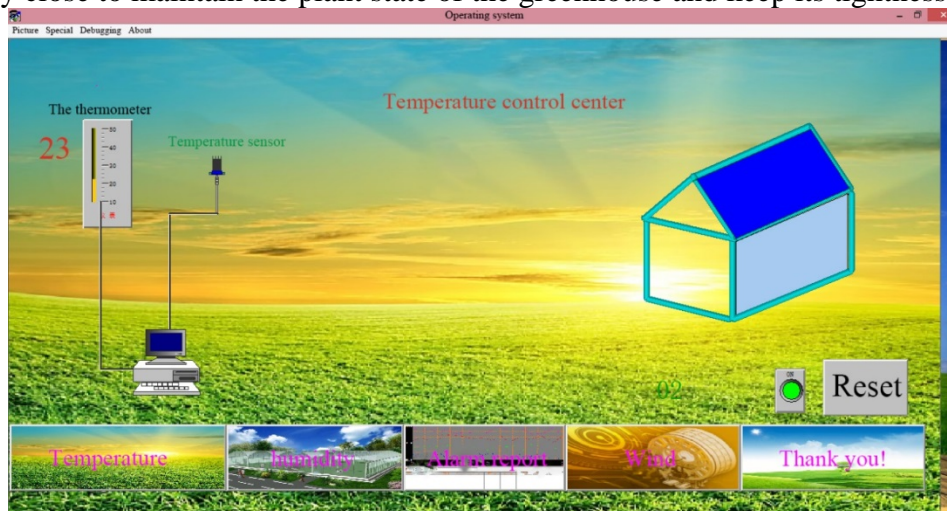 y close to maintain the plant state of the greenhouse and keep its tightness
Operating system
Picture Special Debugging About
Temperature control center
The thermometer
23
50
40
30
20
10
Temperature sensor
02
ON
Reset
Temperature
humidity
Alarm report
Wind
Thank you!